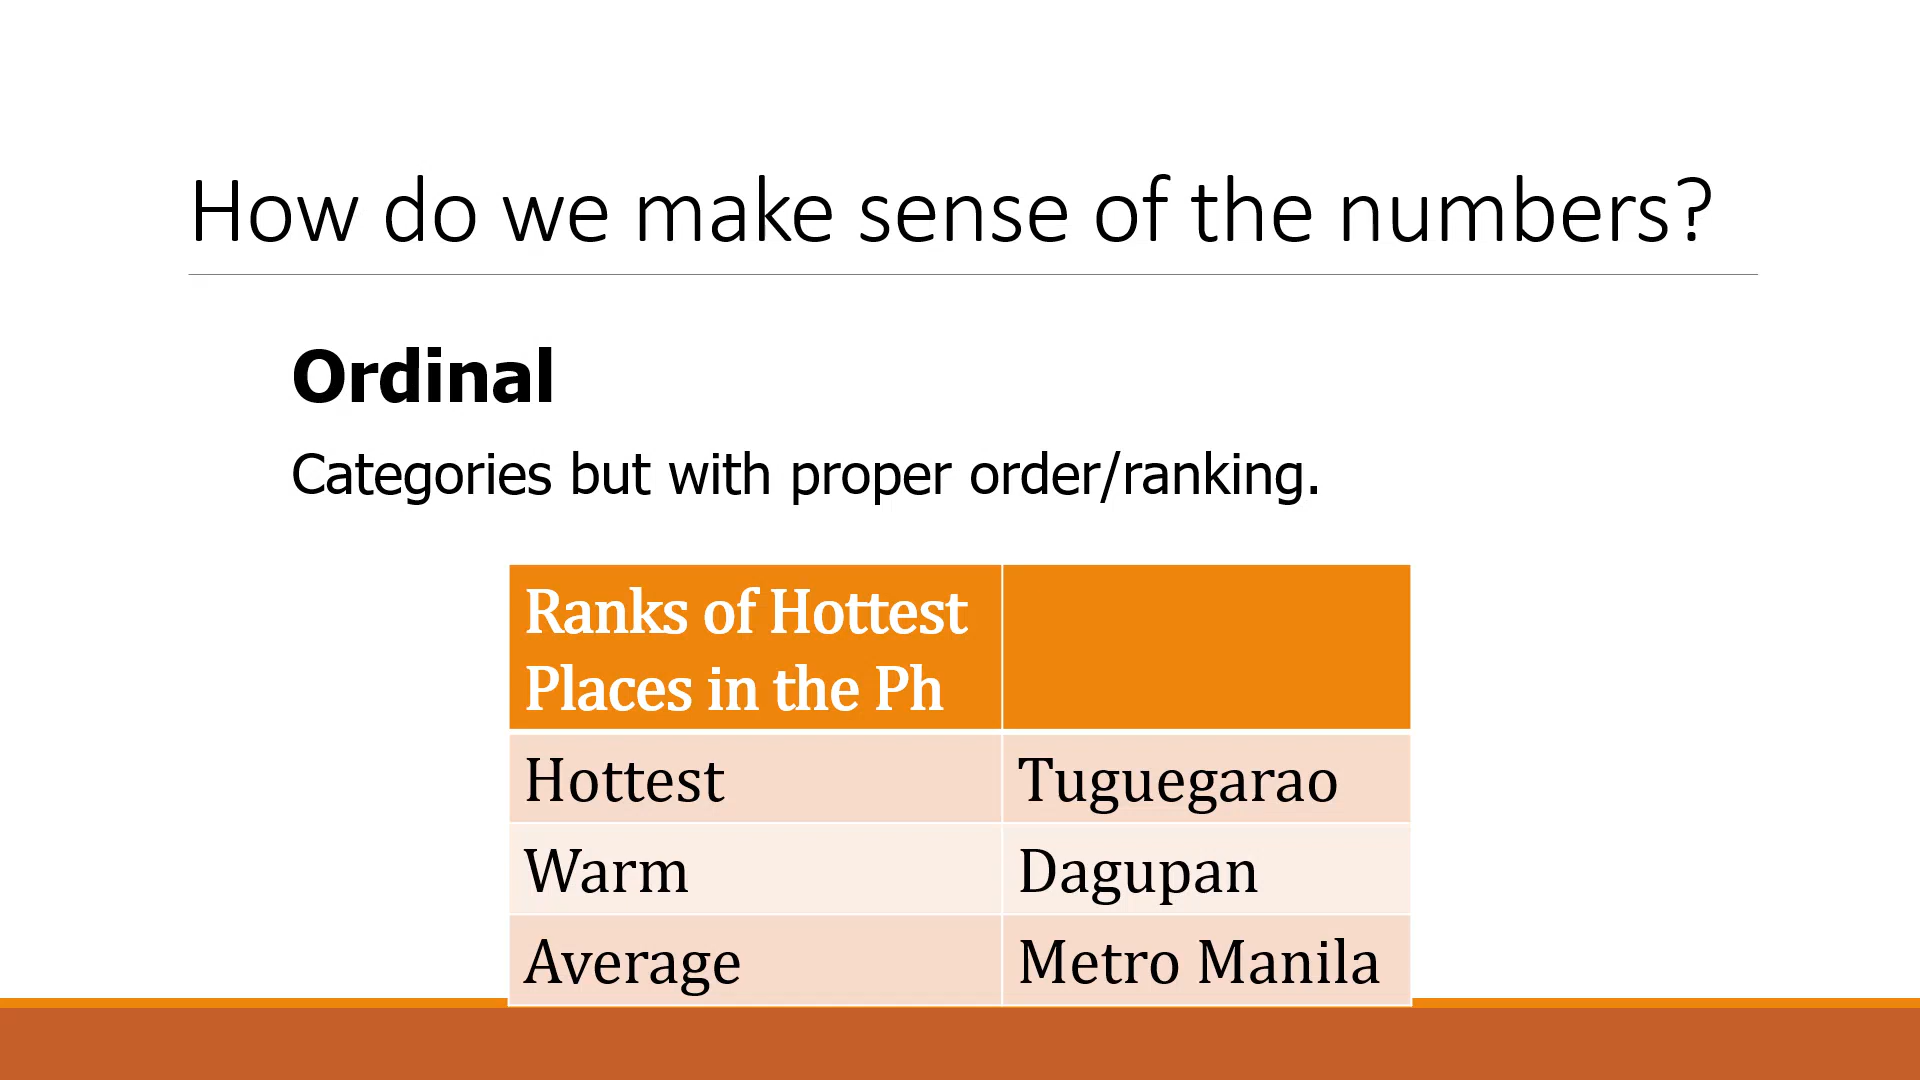 How do we make sense of the numbers?
Ordinal
Categories but with proper order/ranking.
Ranks of Hottest
Places in the Ph
Hottest Tuguegarao
Warm Dagupan
Average Metro Manila